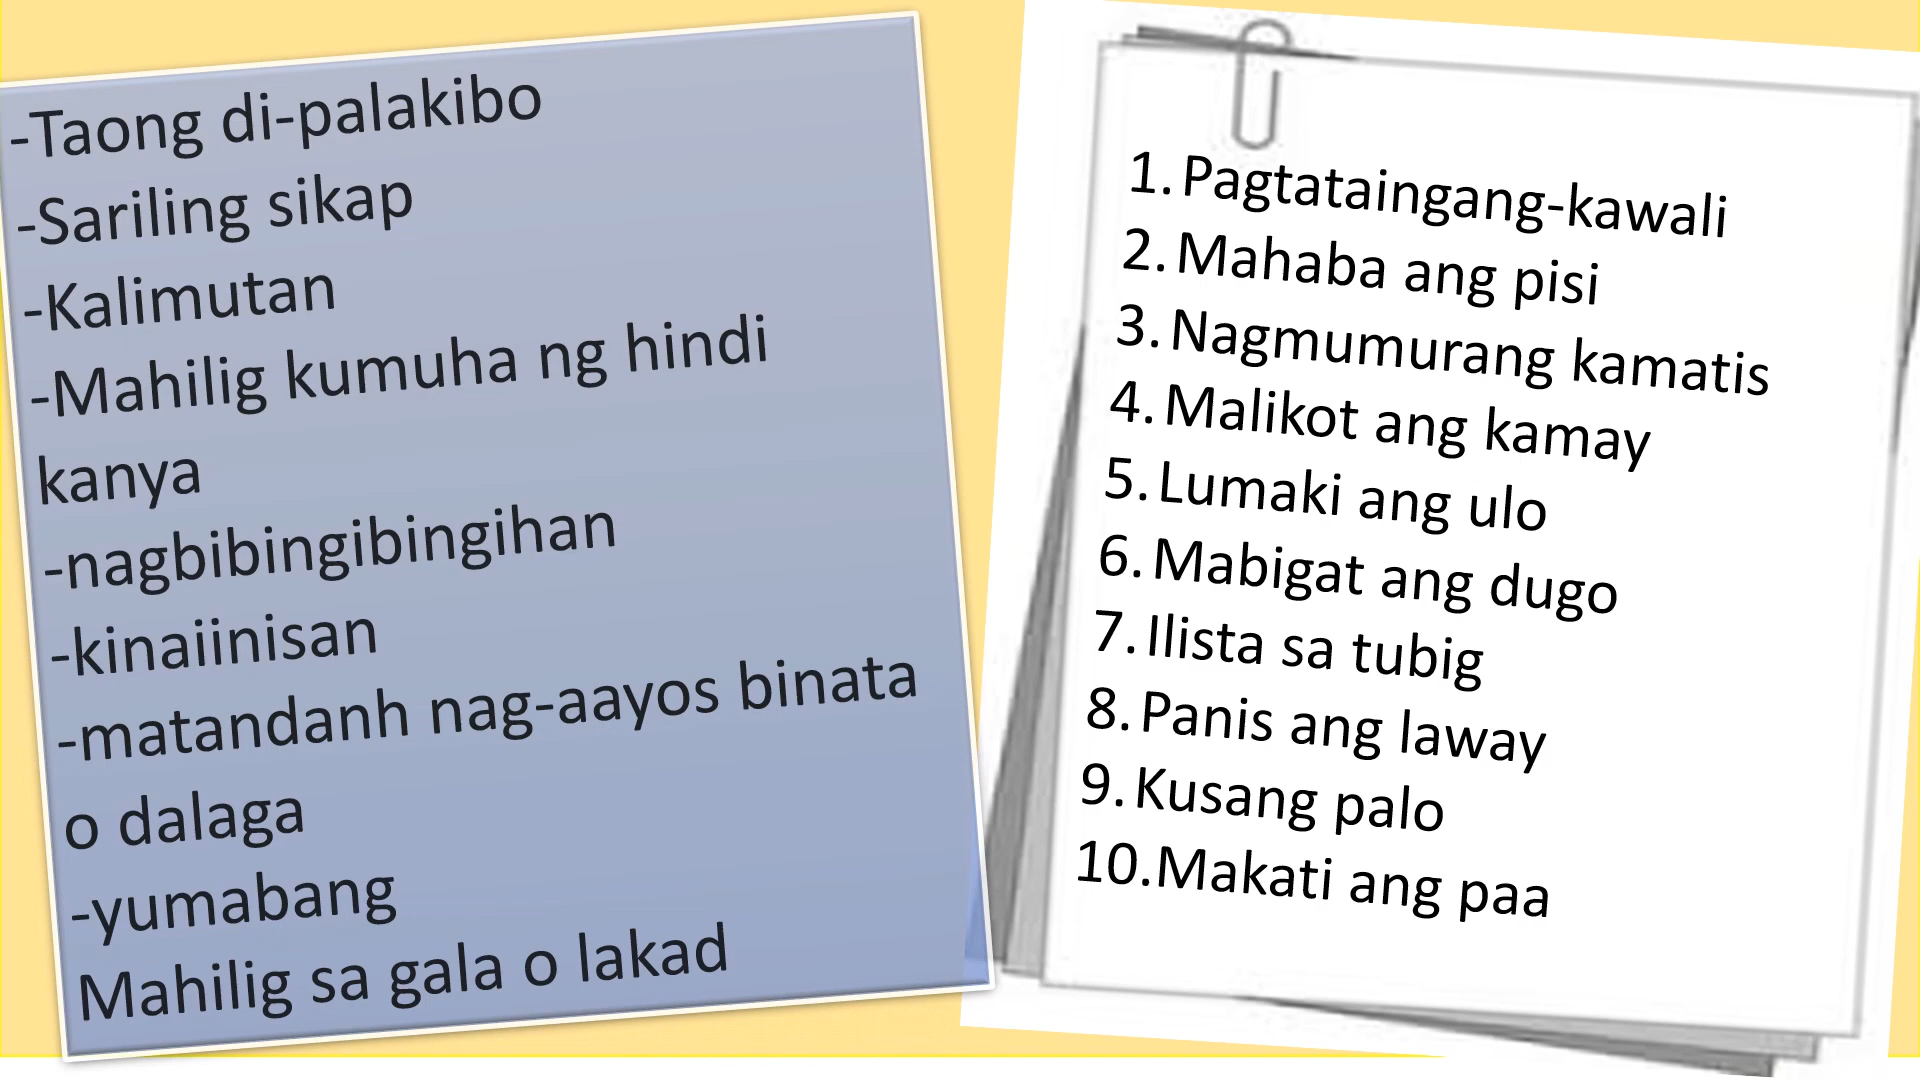 -Taong di-palakibo
-Sariling sikap
-Kalimutan
-Mahilig kumuha ng hindi
kanya
-nagbibingibingihan
-kinaiinisan
-matandanh nag-aayos binata
o dalaga
-yumabang
Mahilig sa gala o lakad
1. Pagtataingang-kawali
2. Mahaba ang pisi
3. Nagmumurang kamatis
4. Malikot ang kamay
5. Lumaki ang ulo
6. Mabigat ang dugo
7. Ilista sa tubig
8. Panis ang laway
9. Kusang palo
10.Makati ang paa